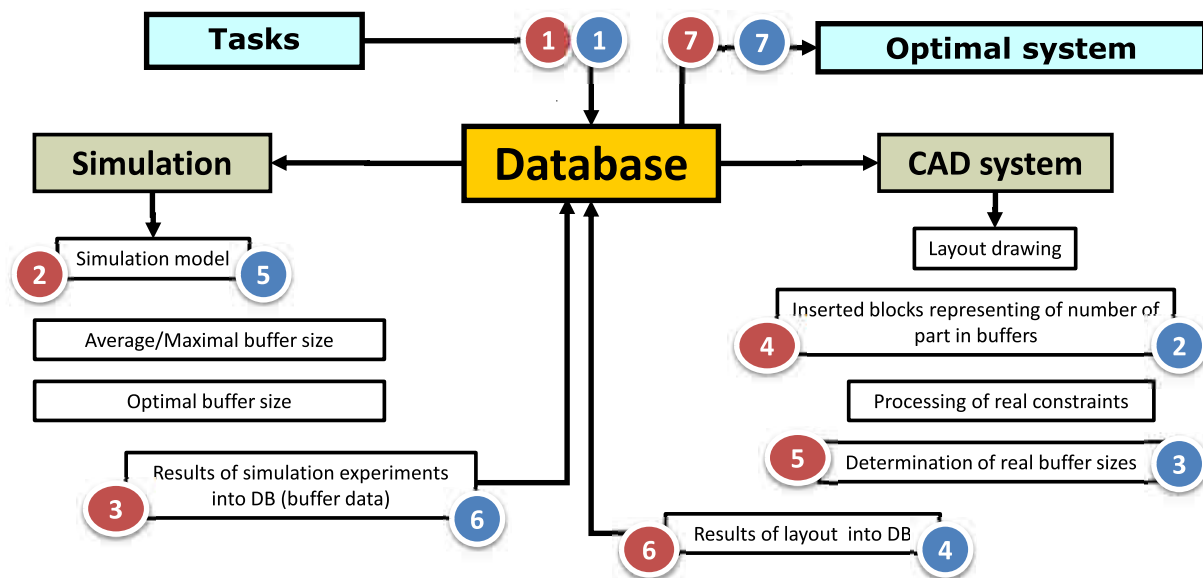 Tasks
1
1
7
7
Optimal system
Simulation
Database
CAD system
Simulation model
2
5
Layout drawing
Average/Maximal buffer size
Inserted blocks representing of number of
part in buffers
4
2
Optimal buffer size
Processing of real constraints
Results of simulation experiments
into DB (buffer data)
3
6
5
Determination of real buffer sizes
3
6
Results of layout into DB
4